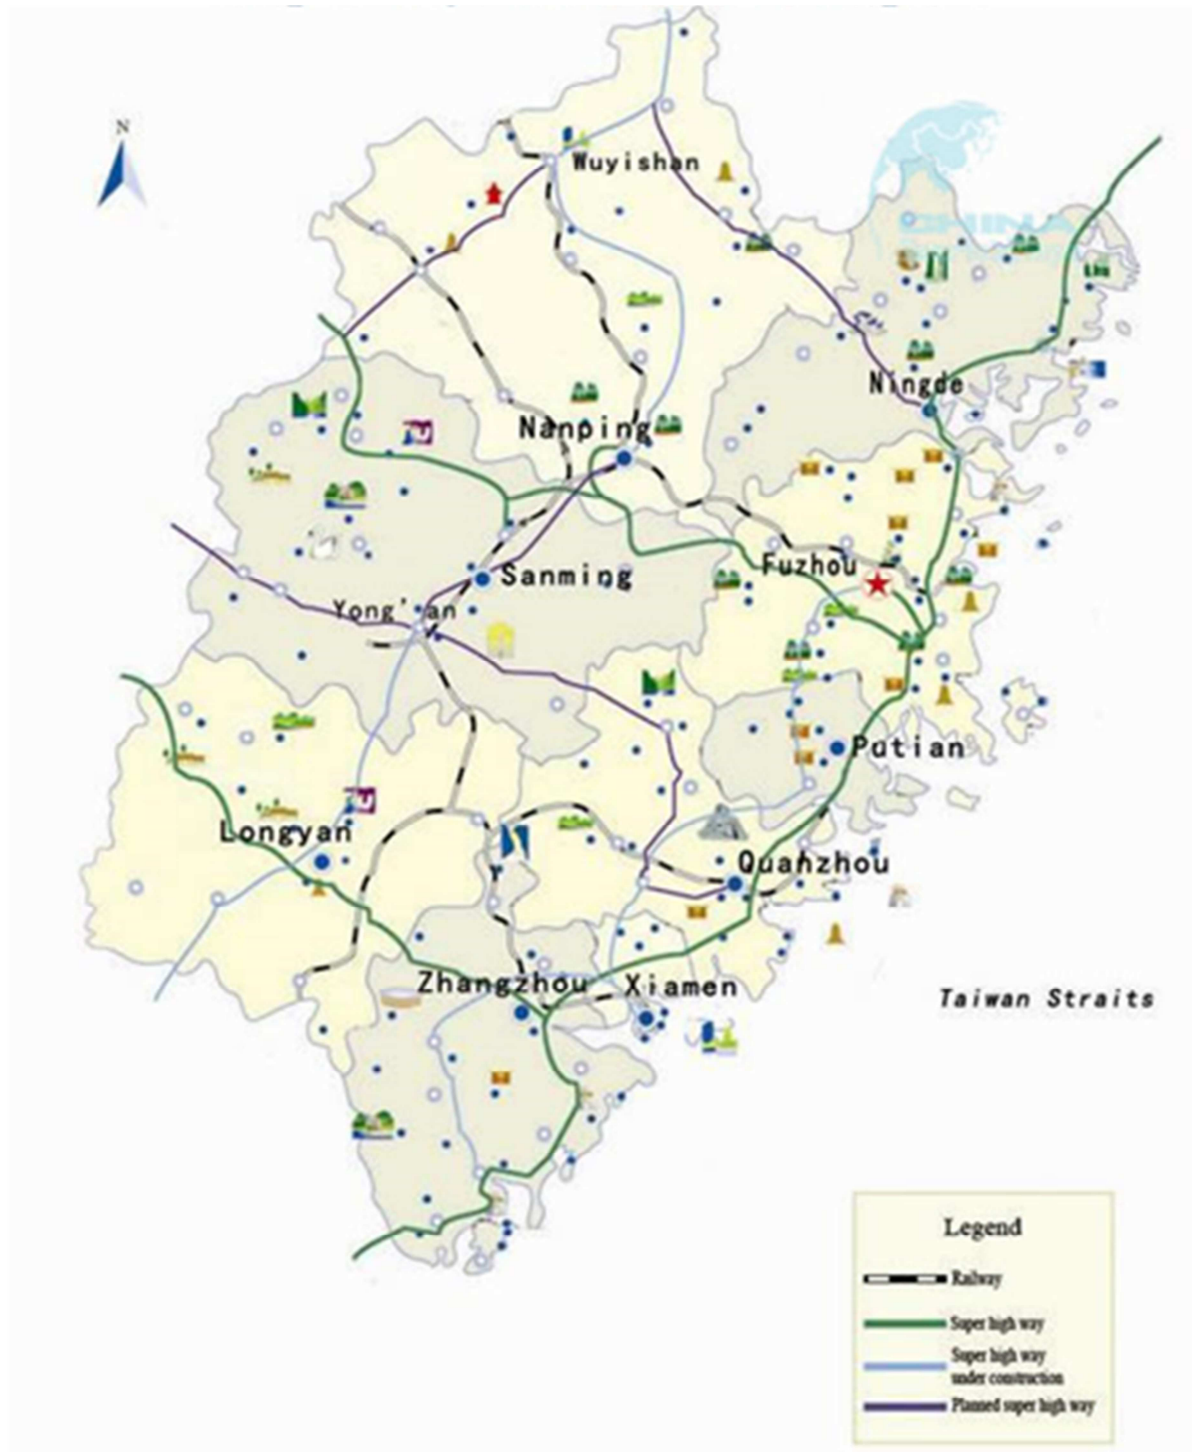 N
Wuyishan
CHINA
Ningde
Nanping
Fuzhou
Sanming
Yong'an
Putian
Longyan
Quanzhou
Zhangzhou
Xiamen
Taiwan Straits
Legend
Railway
Super high way
Super high way
under construction
Planned super high way